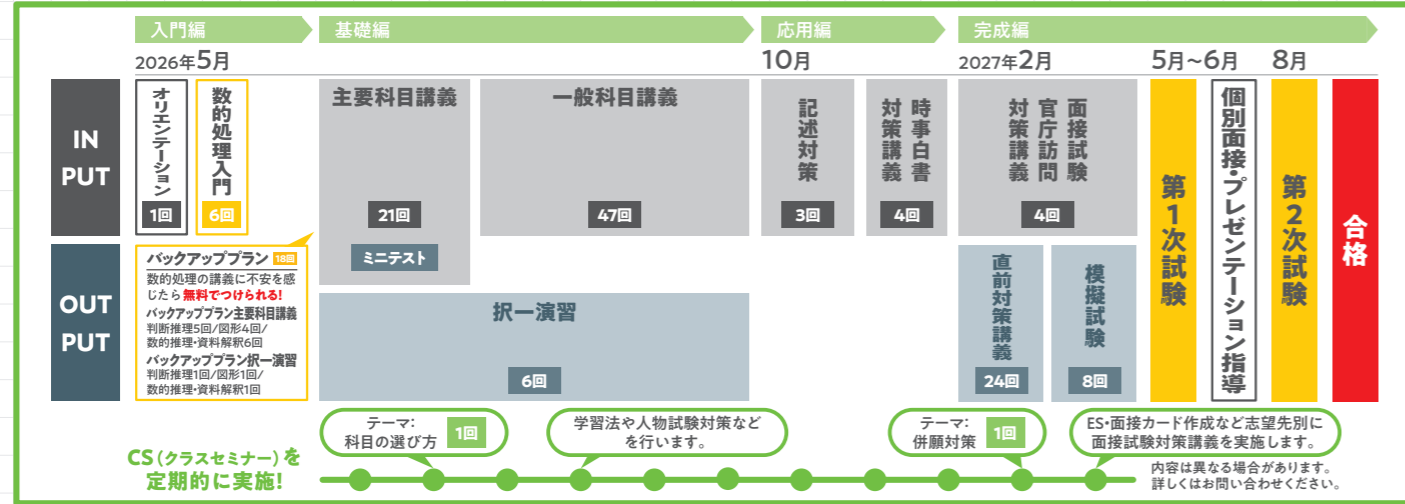 入門編
基礎編
応用編
完成編
2026年5月
10月
2027年2月
5月~6月
8月
IN
PUT
オリエンテーション
1回
数的処理入門
6回
主要科目講義
21回
ミニテスト
一般科目講義
47回
記述対策
3回
時事白書
対策講義
4回
面接試験
官庁訪問
対策講義
4回
第1次試験
個別面接・プレゼンテーション指導
第2次試験
合格
OUT
PUT
バックアッププラン 18回
数的処理の講義に不安を感
じたら無料でつけられる!
バックアッププラン主要科目講義
判断推理5回/図形4回/
数的推理・資料解釈6回
バックアッププラン択一演習
判断推理1回/図形1回/
数的推理・資料解釈1回
択一演習
6回
直前対策講義
24回
模擬試験
8回
CS(クラスセミナー)を
定期的に実施!
テーマ:
科目の選び方
1回
学習法や人物試験対策など
を行います。
テーマ:
併願対策
1回
ES・面接カード作成など志望先別に
面接試験対策講義を実施します。
内容は異なる場合があります。
詳しくはお問い合わせください。